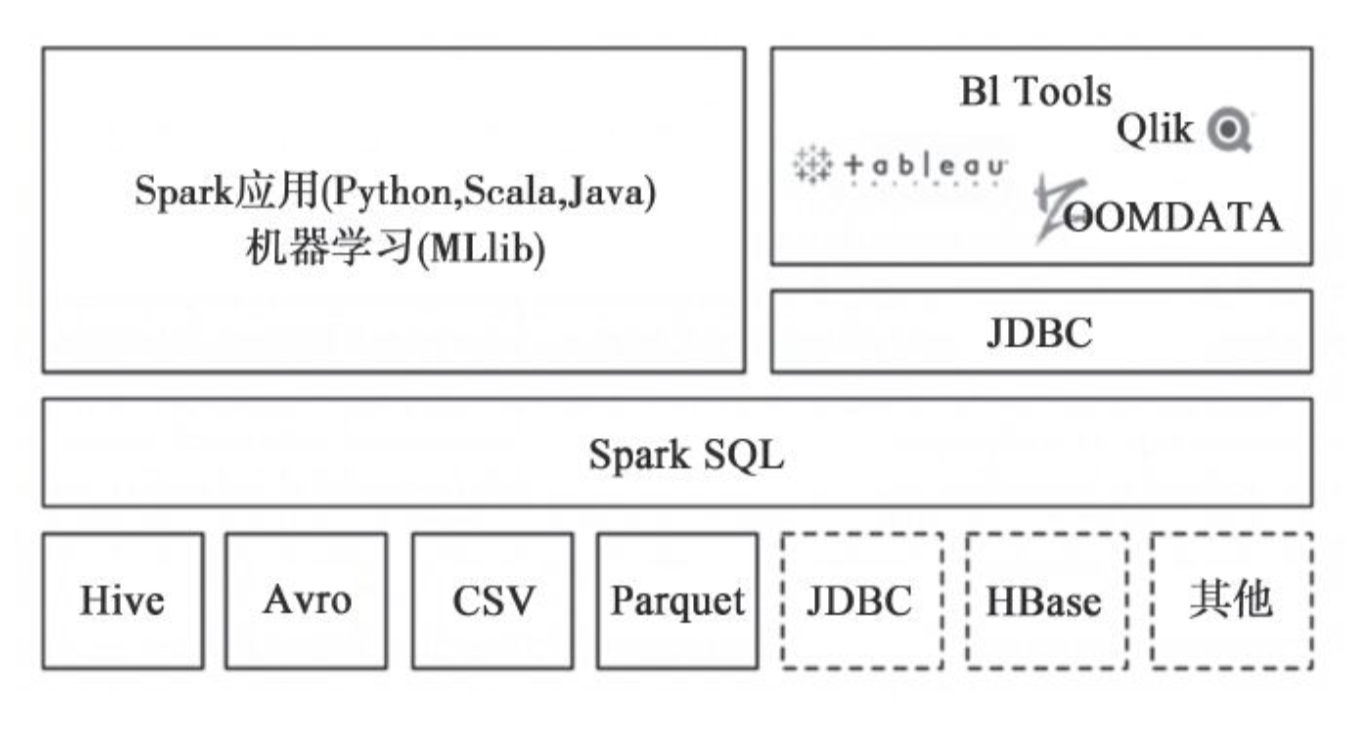 Spark应用(Python,Scala,Java)
机器学习(MLlib)
Bl Tools
Qlik
+ableau
ZOOMDATA
JDBC
Spark SQL
Hive
Avro
CSV
Parquet
JDBC
HBase
其他